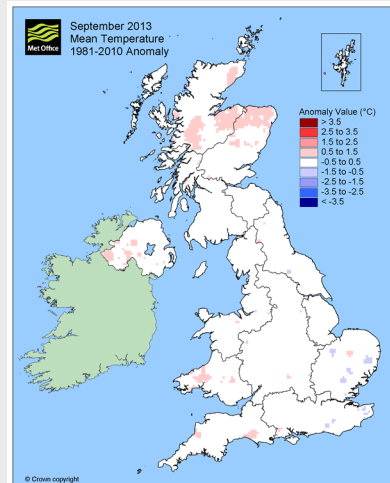 Met Office
September 2013
Mean Temperature
1981-2010 Anomaly
Anomaly Value (°C)
> 3.5
2.5 to 3.5
1.5 to 2.5
0.5 to 1.5
-0.5 to 0.5
-1.5 to -0.5
-2.5 to -1.5
-3.5 to -2.5
< -3.5
© Crown copyright